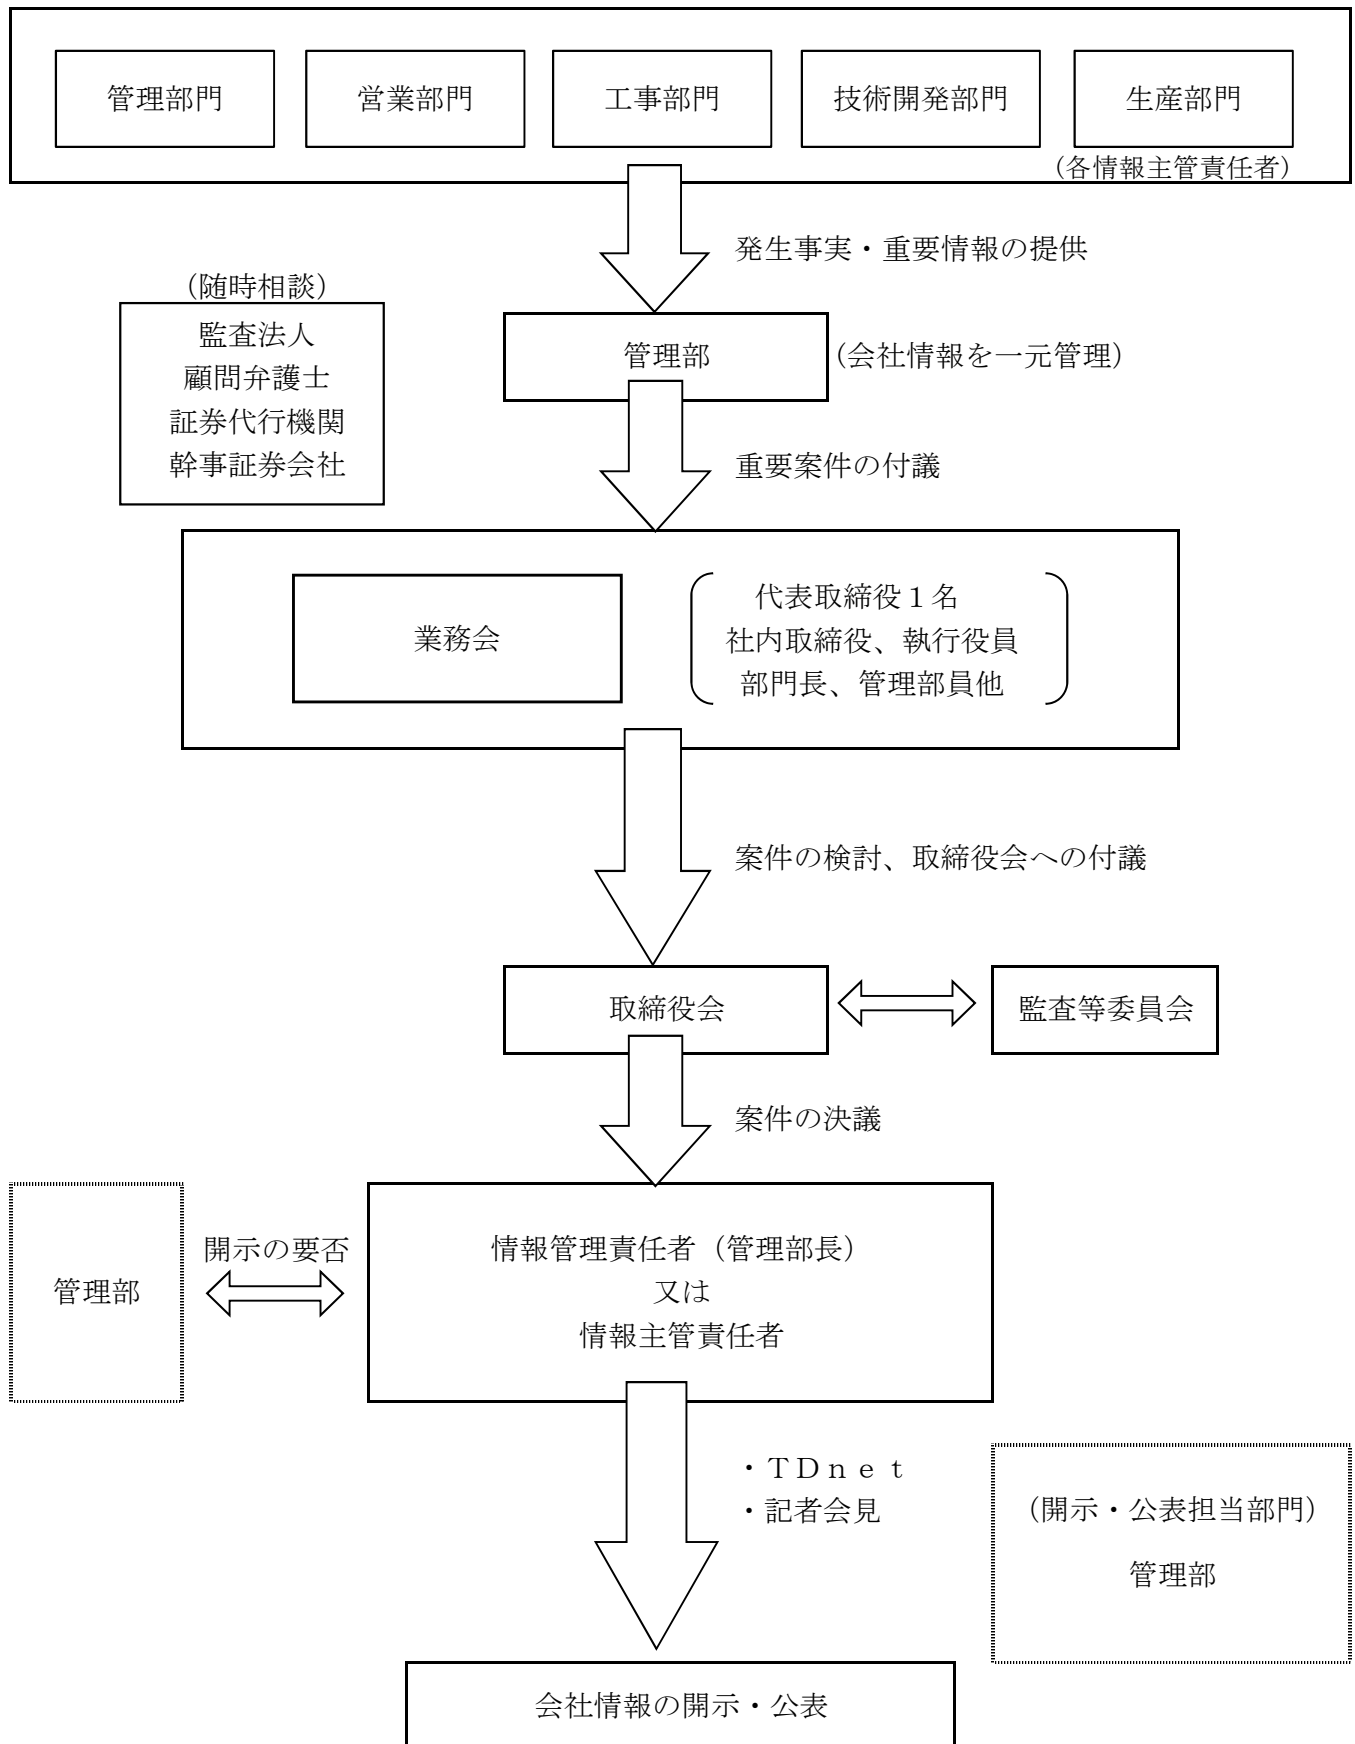 管理部門
営業部門
工事部門
技術開発部門
生産部門
(各情報主管責任者)
発生事実・重要情報の提供
(随時相談)
監査法人
顧問弁護士
証券代行機関
幹事証券会社
管理部
(会社情報を一元管理)
重要案件の付議
業務会
代表取締役1名
社内取締役、執行役員
部門長、管理部員他
案件の検討、取締役会への付議
取締役会
監査等委員会
案件の決議
管理部
開示の要否
情報管理責任者(管理部長)
又は
情報主管責任者
・TDnet
・記者会見
(開示・公表担当部門)
管理部
会社情報の開示・公表